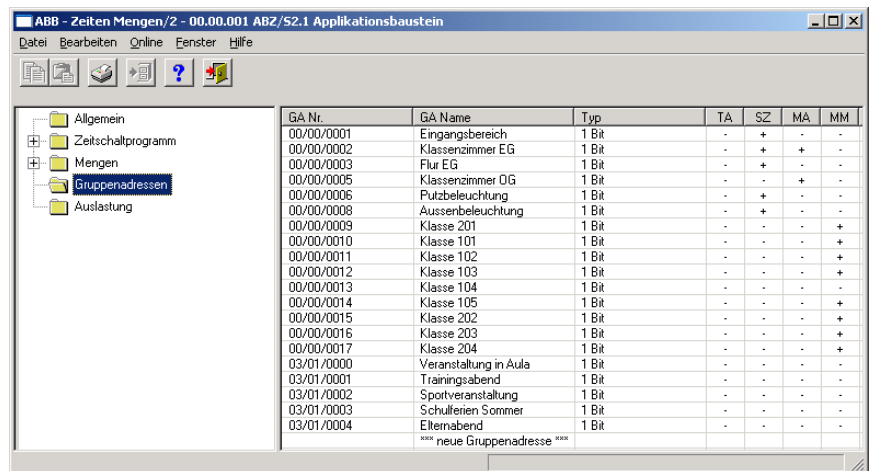 ABB - Zeiten Mengen/2 - 00.00.001 ABZ/S2.1 Applikationsbaustein
Datei Bearbeiten Online Fenster Hilfe
Allgemein
Zeitschaltprogramm
Mengen
Gruppenadressen
Auslastung
GA Nr. GA Name Typ TA SZ MA MM
00/00/0001 Eingangsbereich 1 Bit - + - -
00/00/0002 Klassenzimmer EG 1 Bit - + + -
00/00/0003 Flur EG 1 Bit - + - -
00/00/0005 Klassenzimmer OG 1 Bit - - + -
00/00/0006 Putzbeleuchtung 1 Bit - + - -
00/00/0008 Aussenbeleuchtung 1 Bit - + - -
00/00/0009 Klasse 201 1 Bit - - - +
00/00/0010 Klasse 101 1 Bit - - - +
00/00/0011 Klasse 102 1 Bit - - - +
00/00/0012 Klasse 103 1 Bit - - - +
00/00/0013 Klasse 104 1 Bit - - - -
00/00/0014 Klasse 105 1 Bit - - - +
00/00/0015 Klasse 202 1 Bit - - - +
00/00/0016 Klasse 203 1 Bit - - - +
00/00/0017 Klasse 204 1 Bit - - - +
03/01/0000 Veranstaltung in Aula 1 Bit - - - -
03/01/0001 Trainingsabend 1 Bit - - - -
03/01/0002 Sportveranstaltung 1 Bit - - - -
03/01/0003 Schulferien Sommer 1 Bit - - - -
03/01/0004 Elternabend 1 Bit - - - -
*** neue Gruppenadresse ***